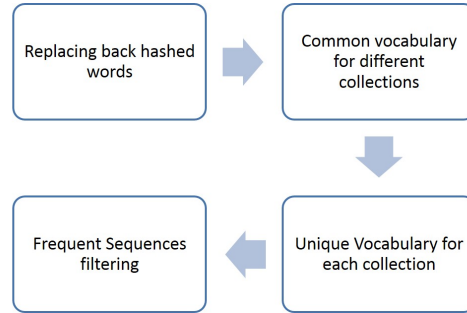 Replacing back hashed
words
Common vocabulary
for different
collections
Unique Vocabulary for
each collection
Frequent Sequences
filtering